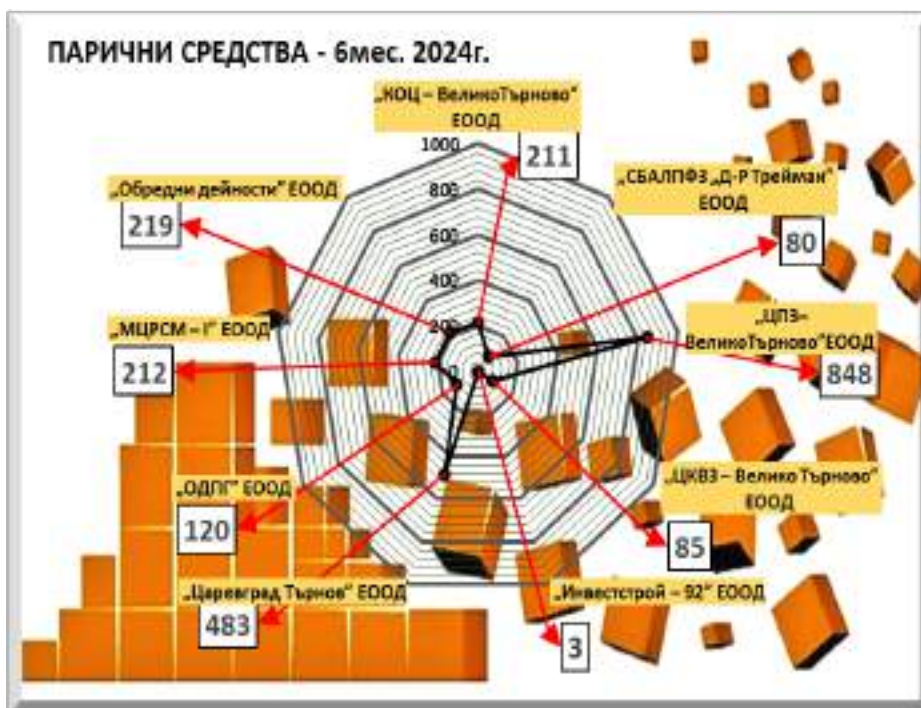 ПАРИЧНИ СРЕДСТВА - 6мес. 2024г.
„КОЦ – ВеликоТърново“
ЕООД
211
1000
800
600
400
200
0
„СБАЛПФЗ „Д-Р Трейман“
ЕООД
80
„ЦПЗ–
ВеликоТърново“ЕООД
848
„ЦКВЗ – Велико Търново“
ЕООД
85
„Инвестстрой – 92“ ЕООД
3
„Царевград Търнов“ ЕООД
483
„ОДПГ“ ЕООД
120
„МЦРСМ – I“ ЕООД
212
„Обредни дейности“ ЕООД
219